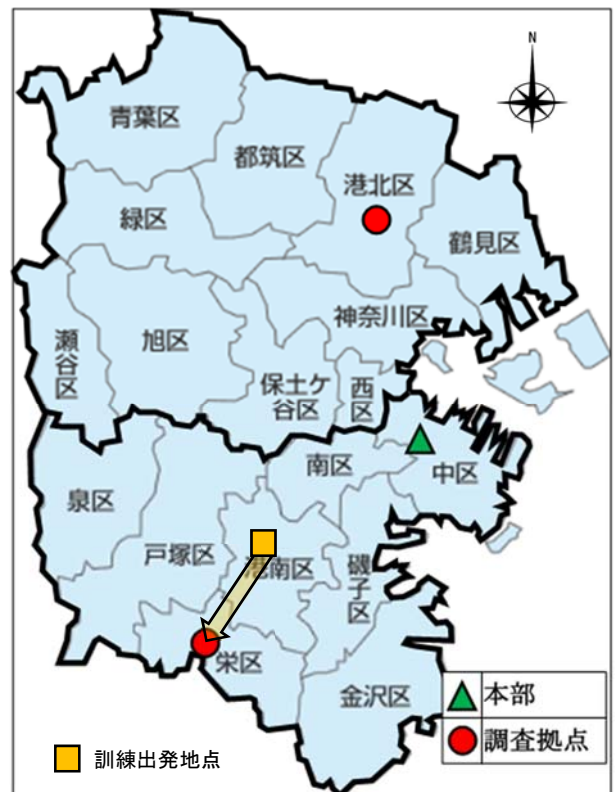 N
青葉区
都筑区
港北区
緑区
鶴見区
神奈川区
瀬谷区
旭区
保土ケ
谷区
西区
南区
中区
泉区
戸塚区
港南区
磯子区
栄区
金沢区
本部
調査拠点
訓練出発地点